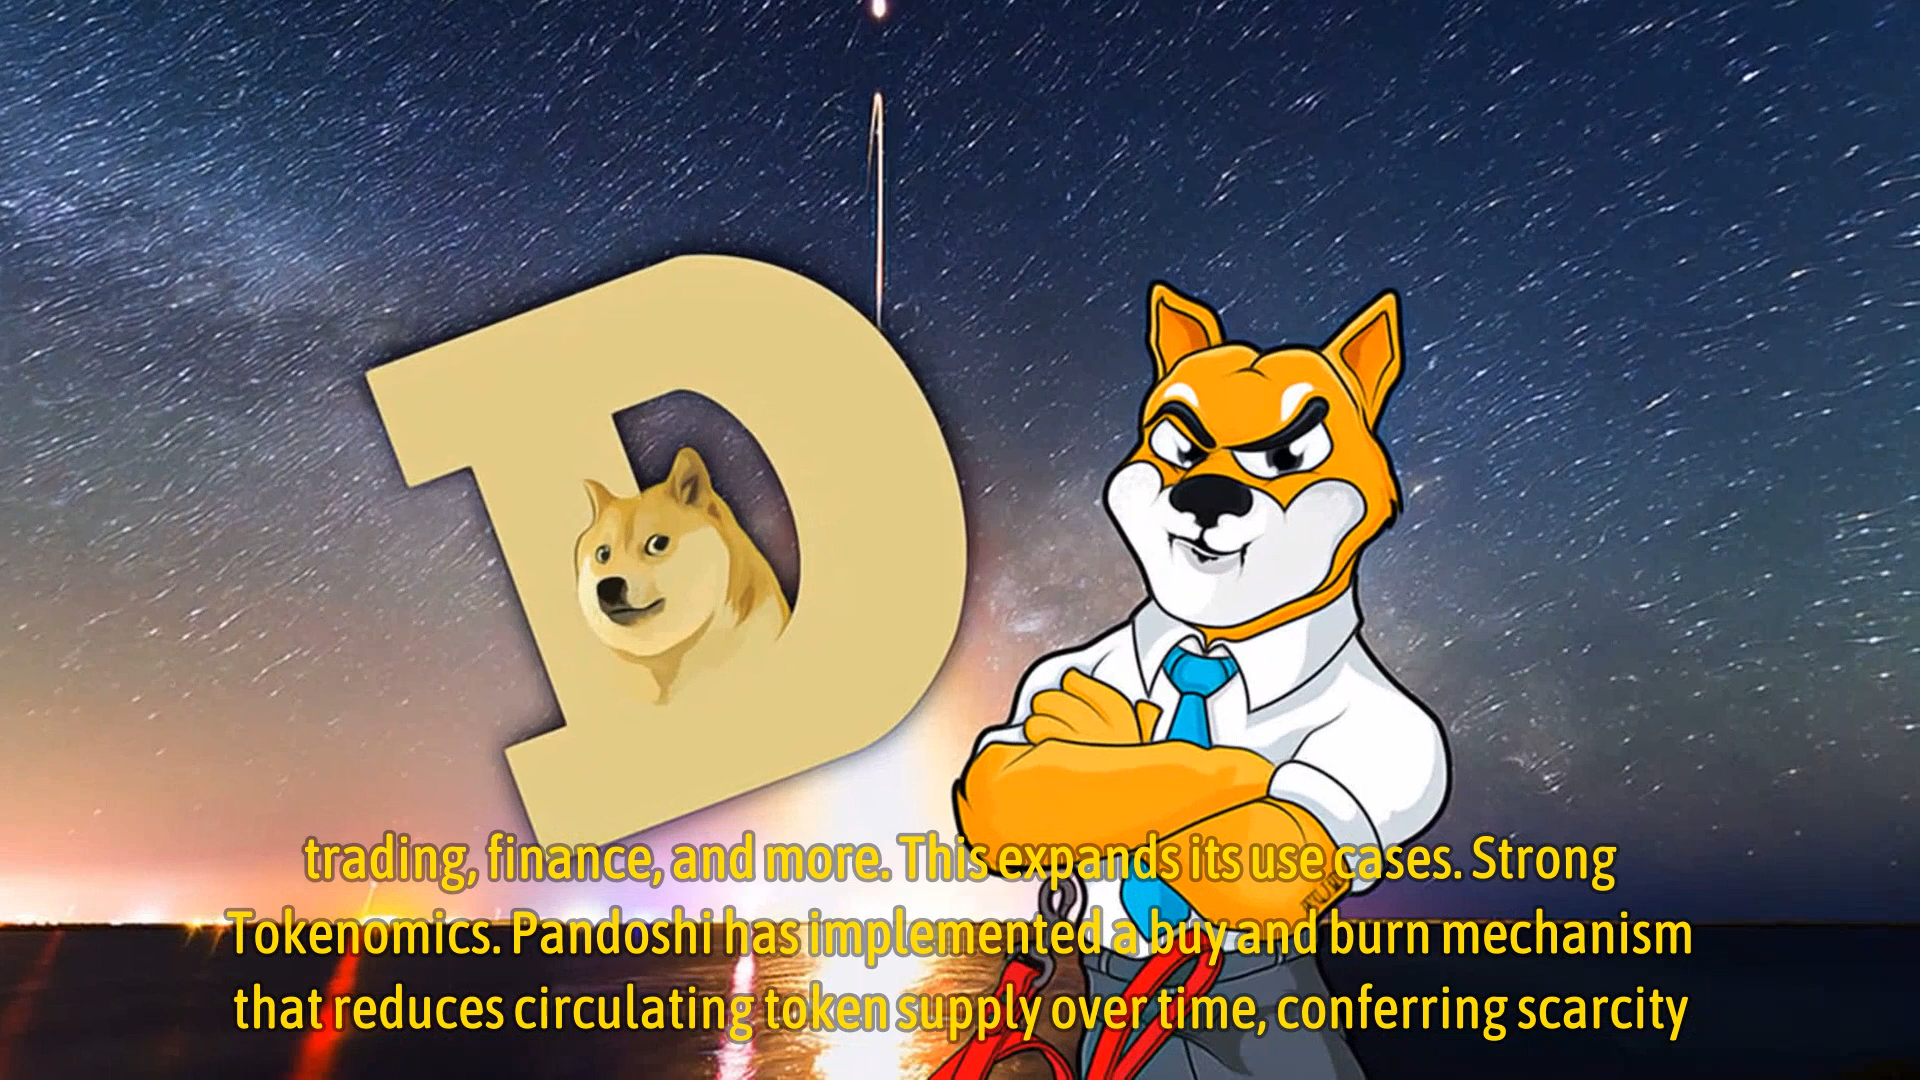 trading, finance, and more. This expands its use cases. Strong
Tokenomics. Pandoshi has implemented a buy and burn mechanism
that reduces circulating token supply over time, conferring scarcity